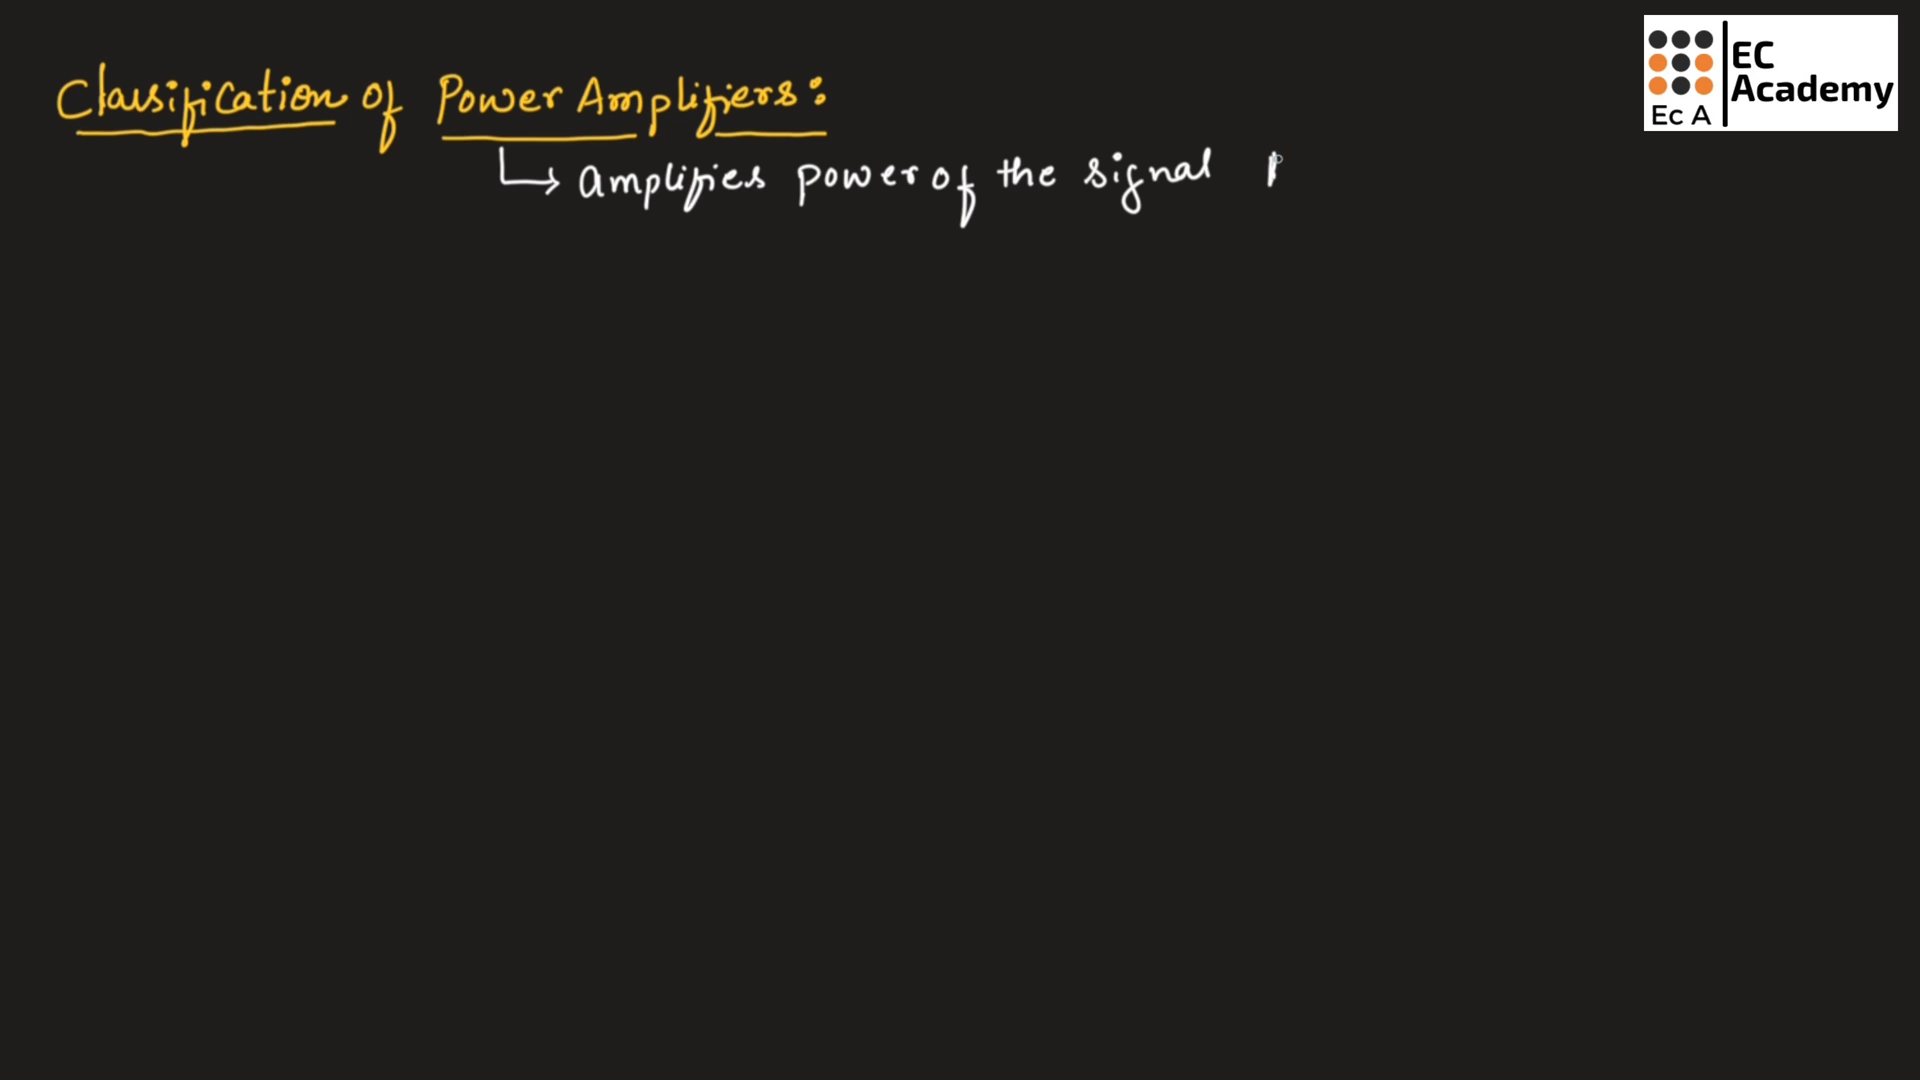 Classification of Power Amplifiers:
↳ amplifies power of the signal
EC
Academy
Ec A